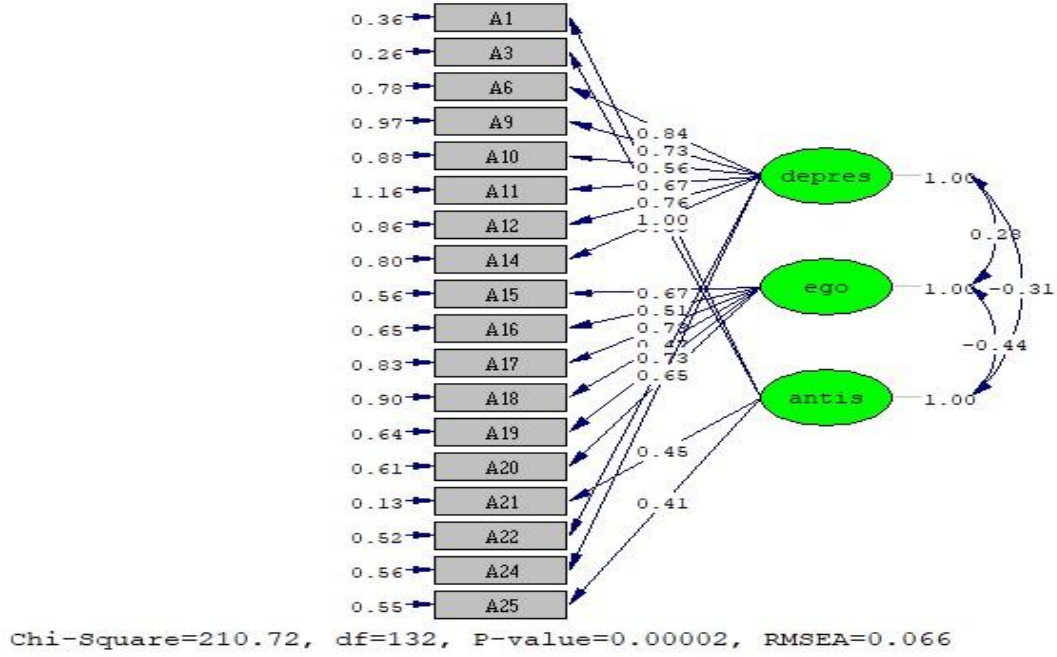 0.36 A1
0.26 A3
0.78 A6
0.97 A9
0.84
0.88 A10
0.73
0.56
depres 1.00
1.16 A11
0.67
0.76
0.86 A12
1.00
0.28
0.80 A14
0.56 A15
0.67
ego 1.00
-0.31
0.65 A16
0.51
0.83 A17
0.73
-0.44
0.65
0.90 A18
antis 1.00
0.64 A19
0.61 A20
0.45
0.13 A21
0.41
0.52 A22
0.56 A24
0.55 A25
Chi-Square=210.72, df=132, P-value=0.00002, RMSEA=0.066